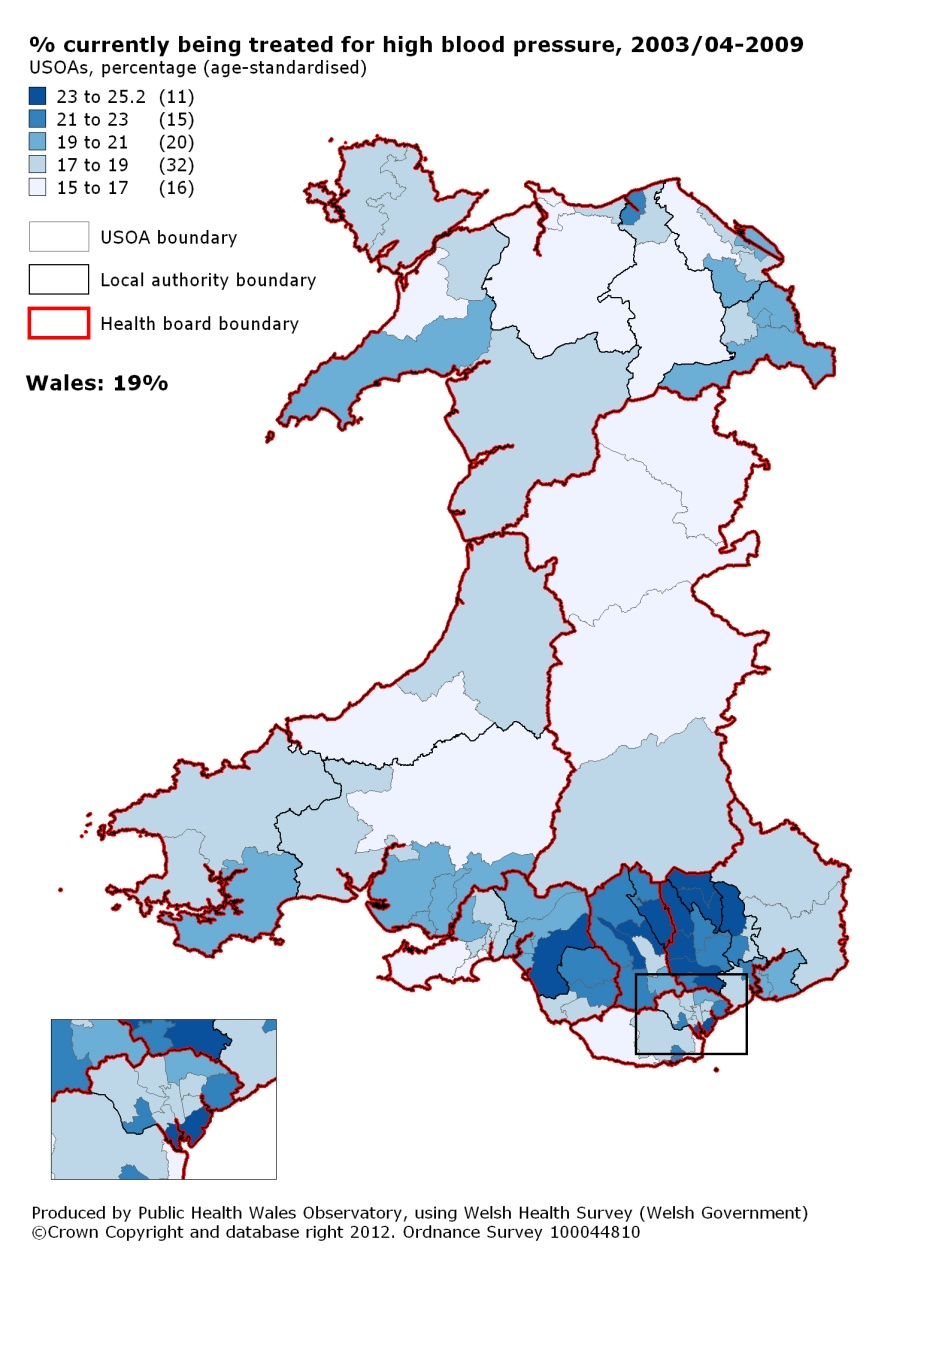 % currently being treated for high blood pressure, 2003/04-2009
USOAs, percentage (age-standardised)
23 to 25.2 (11)
21 to 23 (15)
19 to 21 (20)
17 to 19 (32)
15 to 17 (16)
USOA boundary
Local authority boundary
Health board boundary
Wales: 19%
Produced by Public Health Wales Observatory, using Welsh Health Survey (Welsh Government)
©Crown Copyright and database right 2012. Ordnance Survey 100044810